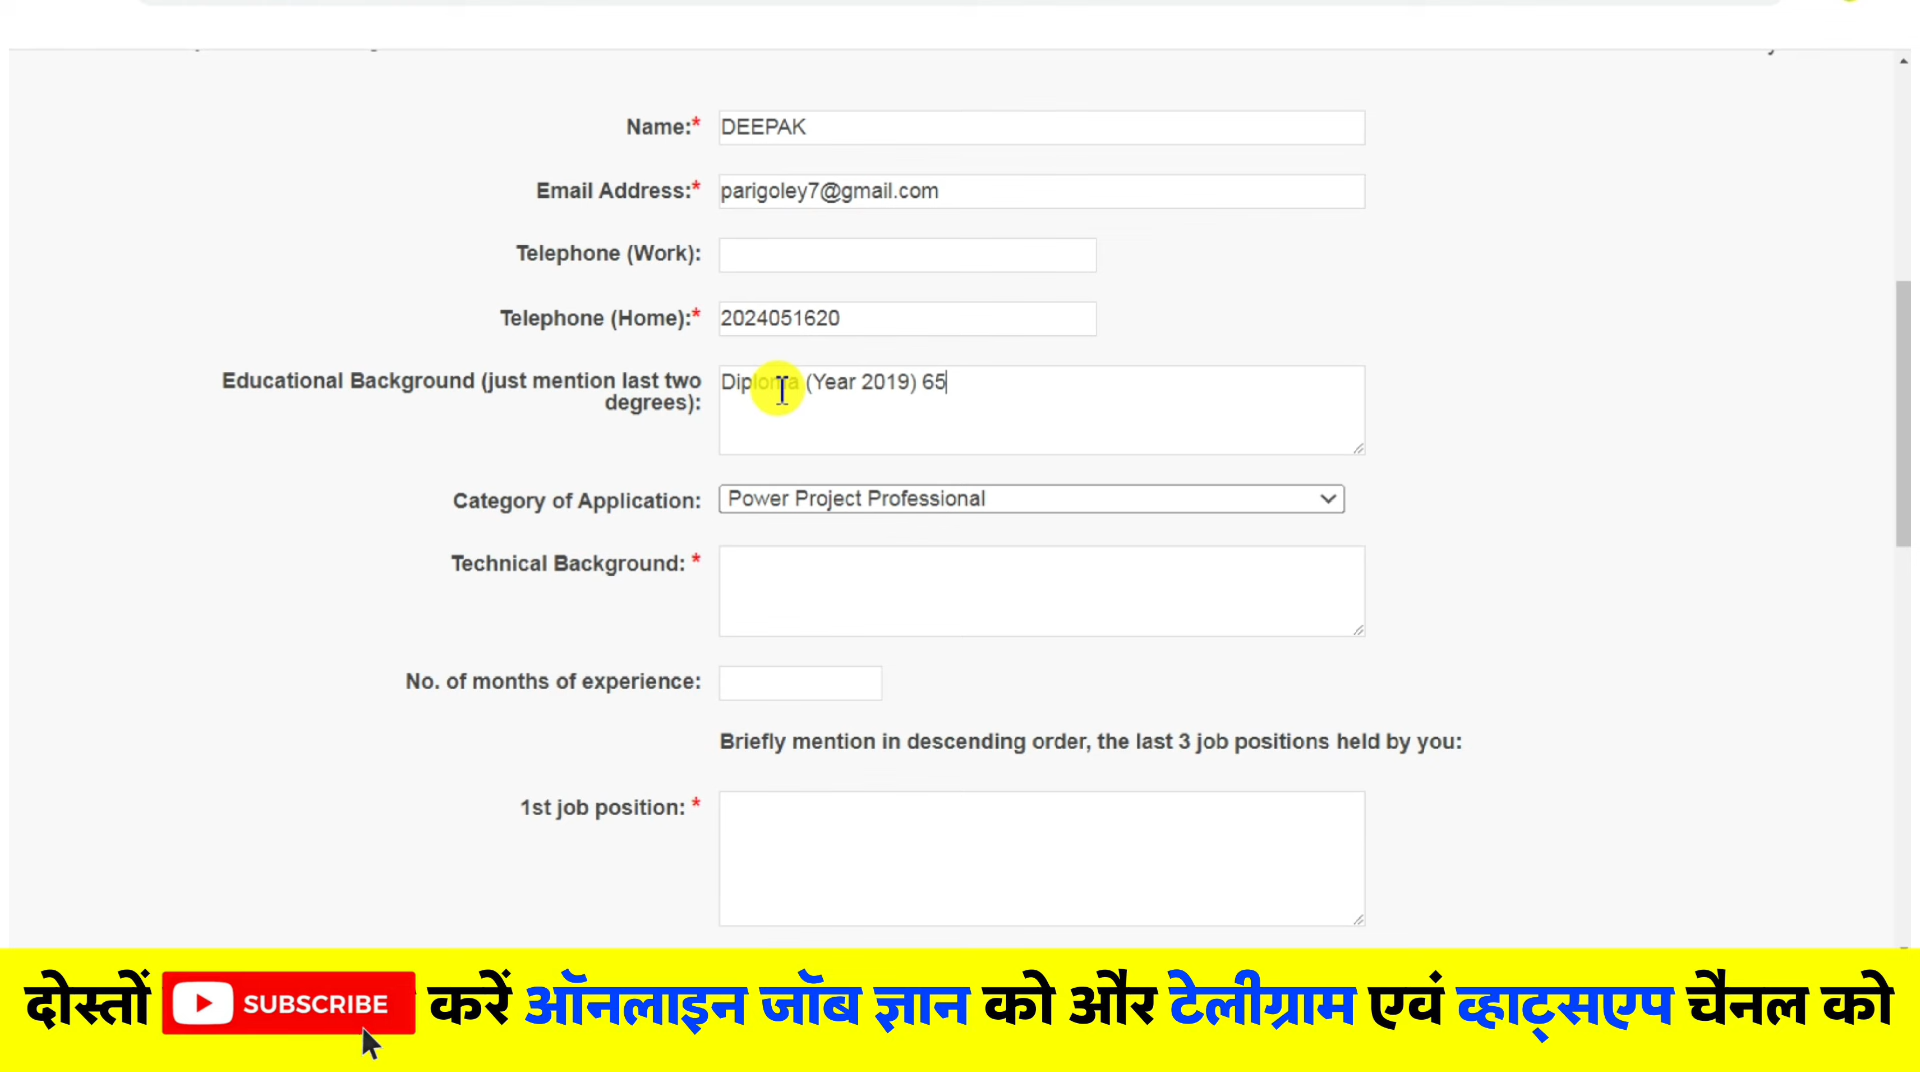 Name:* DEEPAK
Email Address:* parigoley7@gmail.com
Telephone (Work):
Telephone (Home):* 2024051620
Educational Background (just mention last two
degrees):
Diploma (Year 2019) 65
Category of Application: Power Project Professional
Technical Background: *
No. of months of experience:
Briefly mention in descending order, the last 3 job positions held by you:
1st job position: *
दोस्तों SUBSCRIBE करें ऑनलाइन जॉब ज्ञान को और टेलीग्राम एवं व्हाट्सएप चैनल को